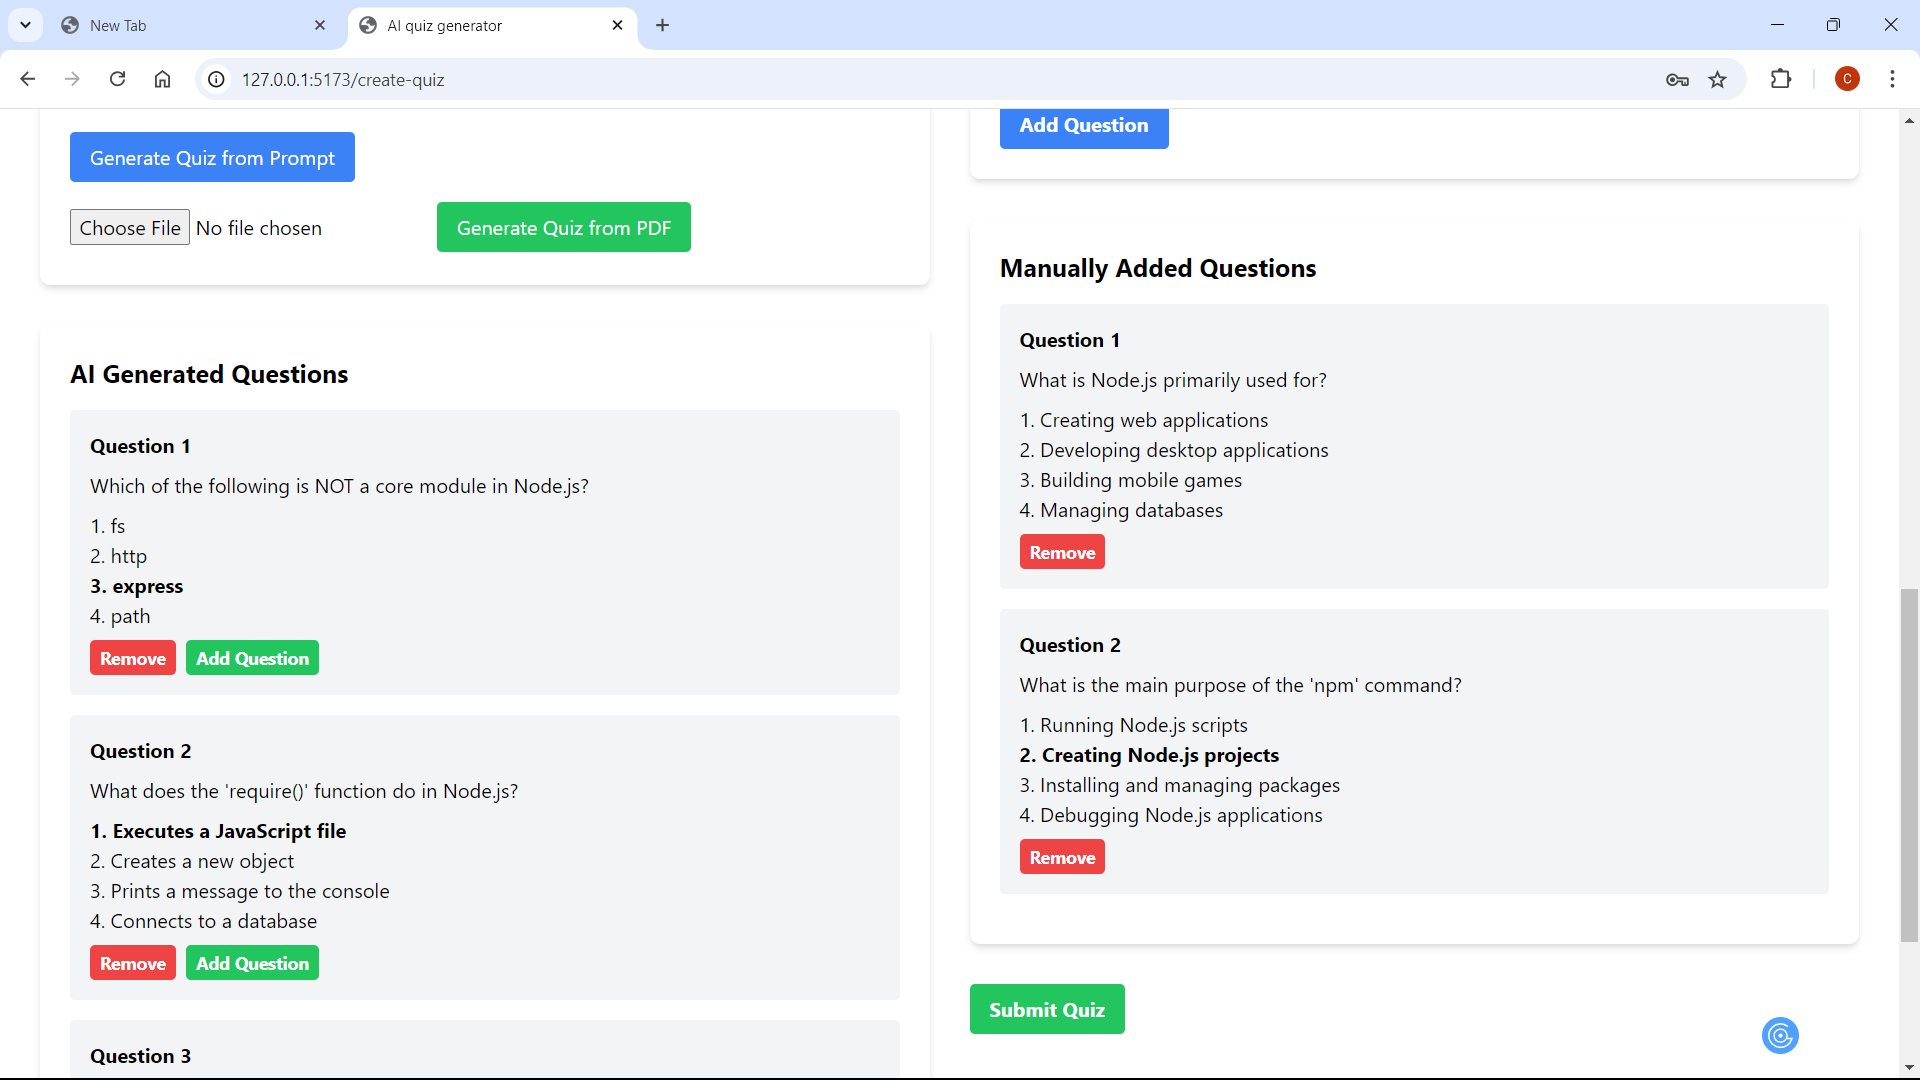 New Tab
AI quiz generator
127.0.0.1:5173/create-quiz
C
Generate Quiz from Prompt
Choose File No file chosen
Generate Quiz from PDF
AI Generated Questions
Question 1
Which of the following is NOT a core module in Node.js?
1. fs
2. http
3. express
4. path
Remove Add Question
Question 2
What does the 'require()' function do in Node.js?
1. Executes a JavaScript file
2. Creates a new object
3. Prints a message to the console
4. Connects to a database
Remove Add Question
Question 3
Add Question
Manually Added Questions
Question 1
What is Node.js primarily used for?
1. Creating web applications
2. Developing desktop applications
3. Building mobile games
4. Managing databases
Remove
Question 2
What is the main purpose of the 'npm' command?
1. Running Node.js scripts
2. Creating Node.js projects
3. Installing and managing packages
4. Debugging Node.js applications
Remove
Submit Quiz